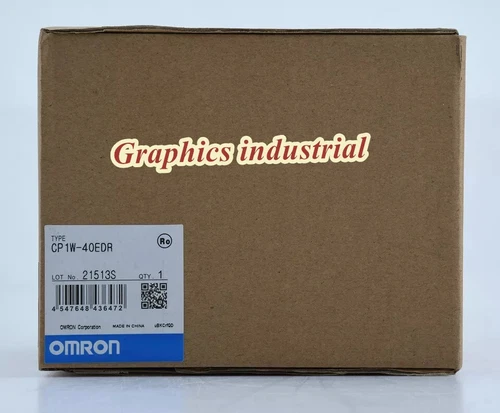 Graphics industrial
TYPE
CP1W-40EDR
Ro
LOT No 21513S QTY 1
4 547648 436472
OMRON Corporation MADE IN CHINA
OMRON